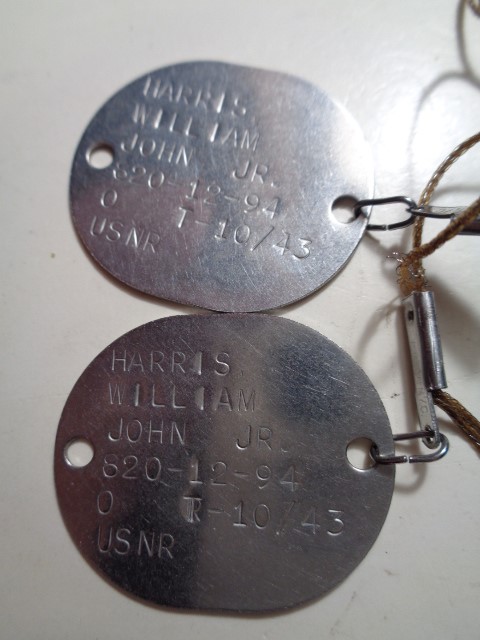 HARRIS,
WILLIAM
JOHN JR.
820-12-94
O T-10/43
USNR
HARRIS,
WILLIAM
JOHN JR.
820-12-94
O T-10/43
USNR